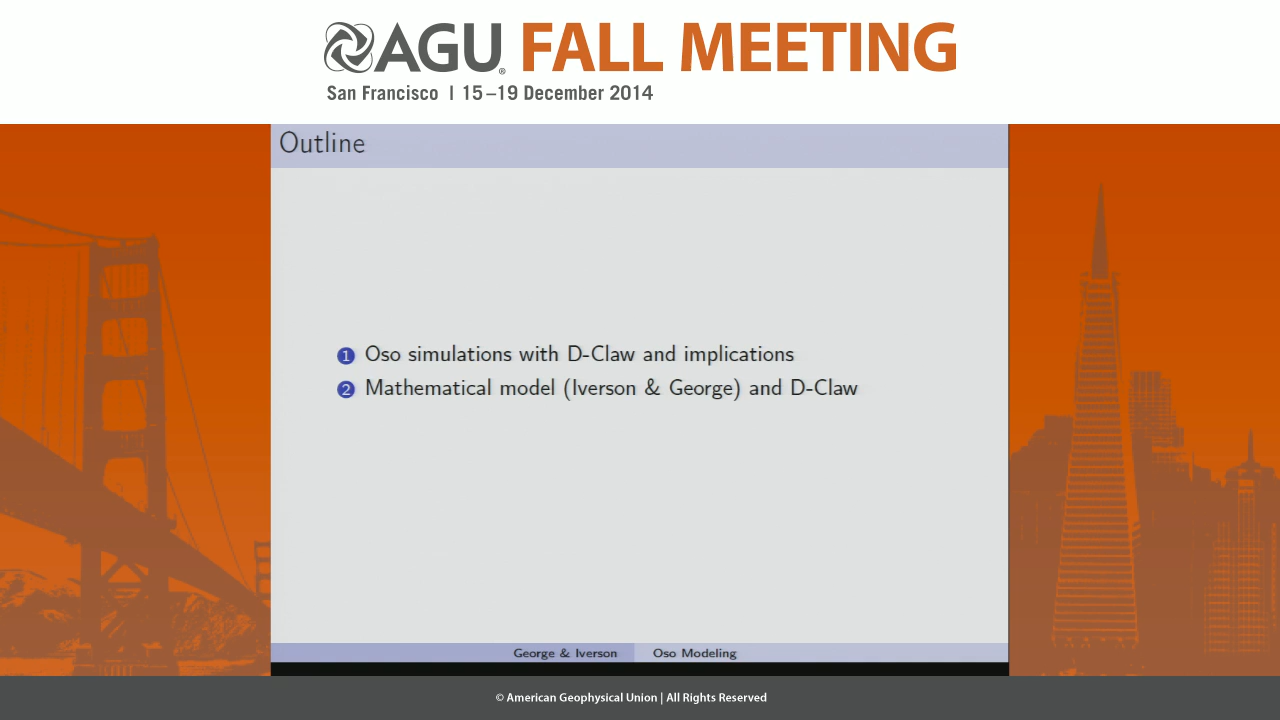 AGU® FALL MEETING
San Francisco | 15–19 December 2014
Outline
1 Oso simulations with D-Claw and implications
2 Mathematical model (Iverson & George) and D-Claw
George & Iverson Oso Modeling
© American Geophysical Union | All Rights Reserved